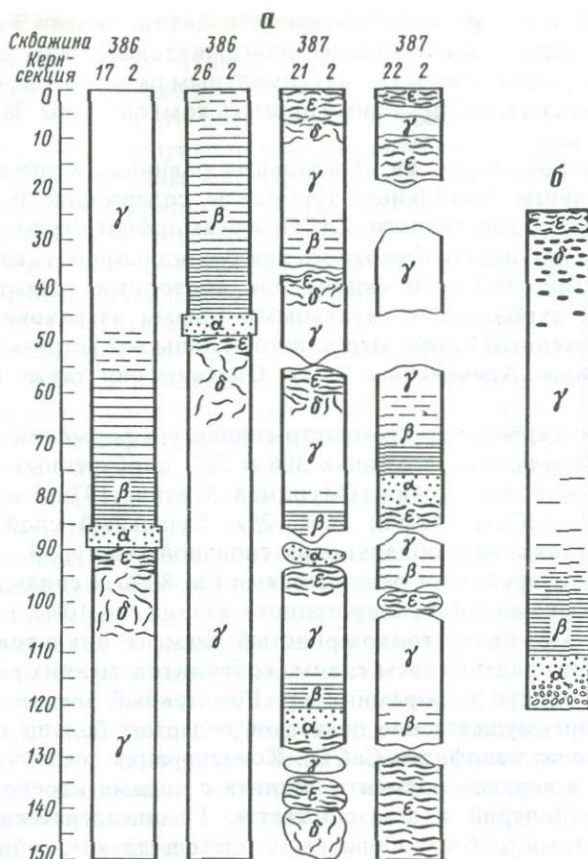 а
Скважина 386 386 387 387
Керн-
секция 17,2 26,2 21,2 22,2
0 ε ε
δ γ
10
ε
γ б
20
γ β ε
30 β δ
γ
ε
40 δ
α γ
50 ε
60 δ ε γ γ
δ
70 γ
80 β α
β
90 α α γ
ε β
ε
100 ε
δ γ β
110 γ γ
α
120 β
α β
130 γ γ
ε
140 ε
δ
150